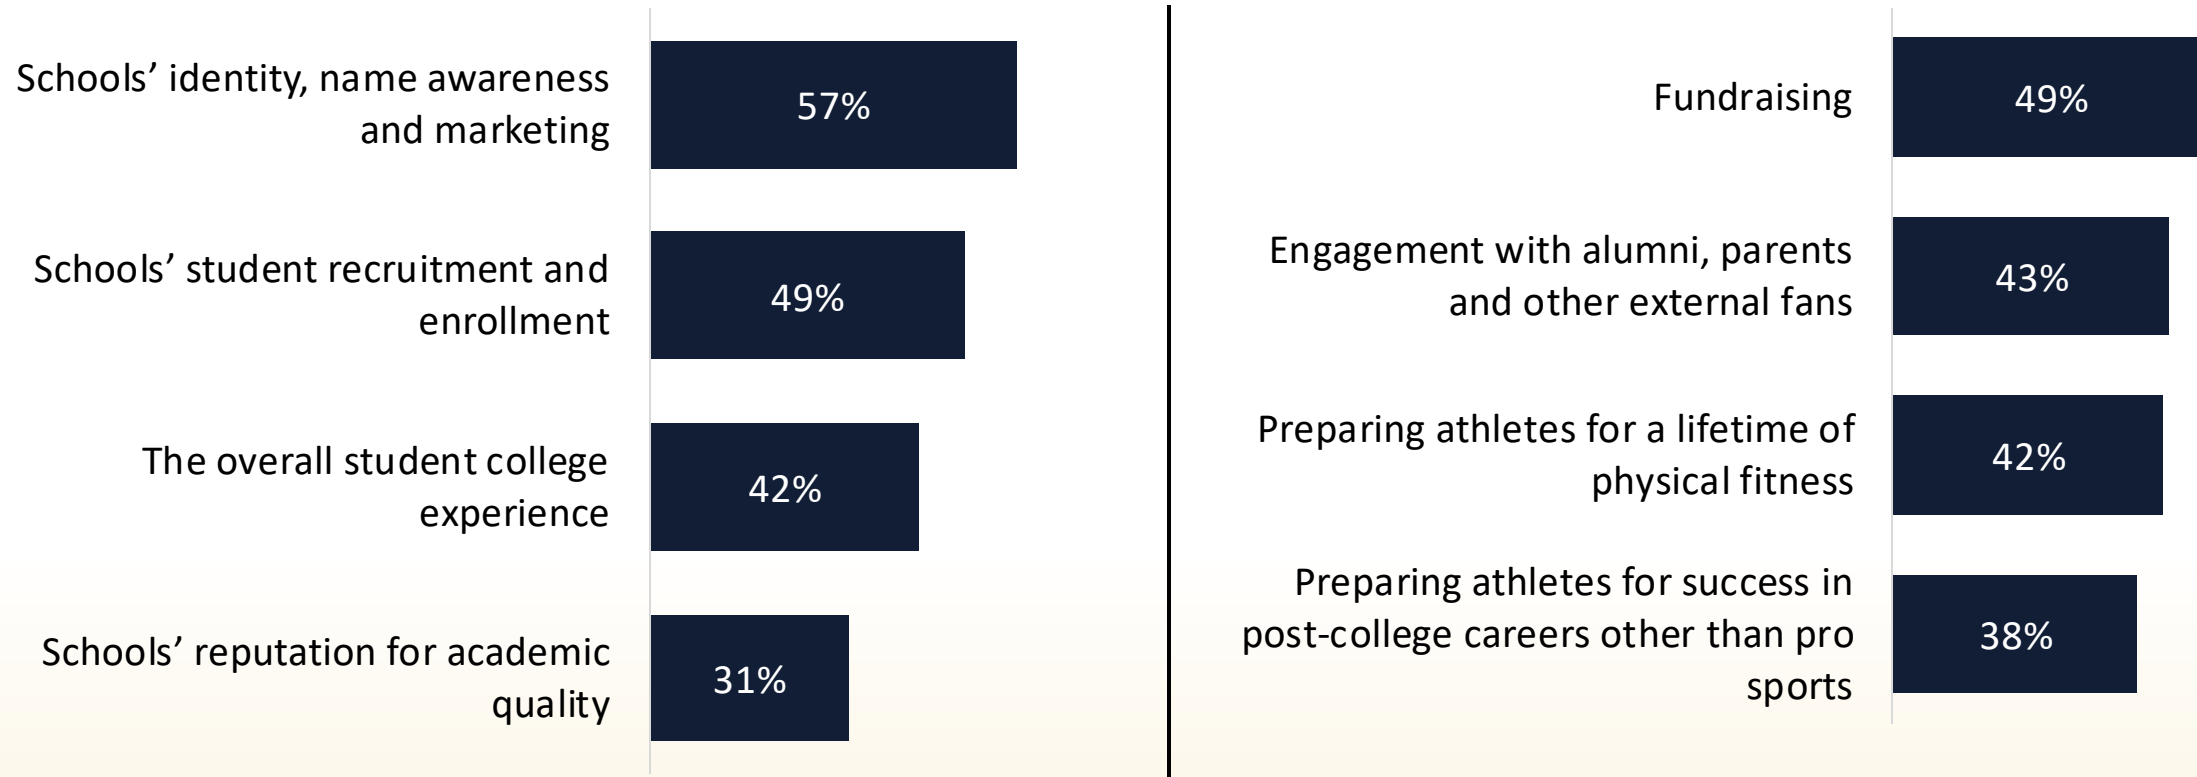 Schools’ identity, name awareness
and marketing
57%
Schools’ student recruitment and
enrollment
49%
The overall student college
experience
42%
Schools’ reputation for academic
quality
31%
Fundraising
49%
Engagement with alumni, parents
and other external fans
43%
Preparing athletes for a lifetime of
physical fitness
42%
Preparing athletes for success in
post-college careers other than pro
sports
38%